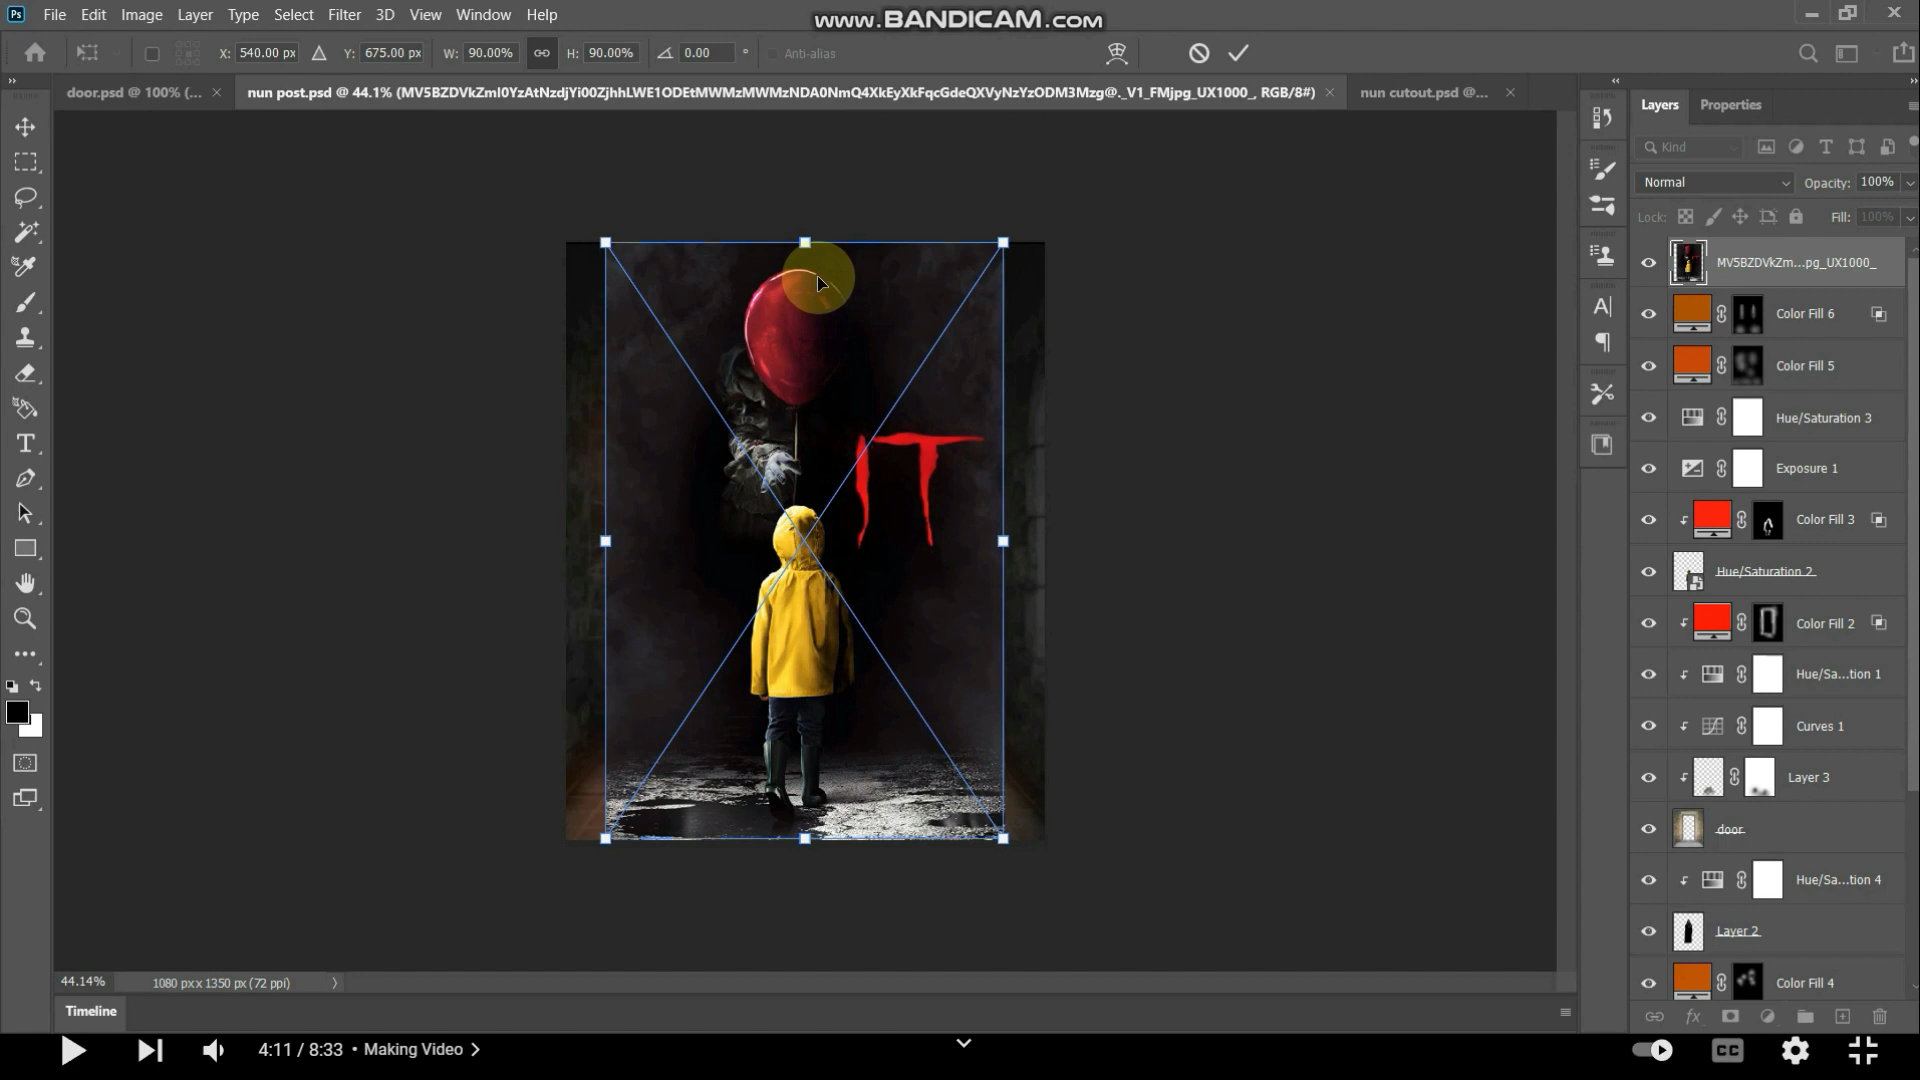 Ps File Edit Image Layer Type Select Filter 3D View Window Help
www.BANDICAM.com
X: 540.00 px Y: 675.00 px W: 90.00% H: 90.00% 0.00 ° Anti-alias
door.psd @ 100% (... × nun post.psd @ 44.1% (MV5BZDVkZmI0YzAtNzdjYi00ZjhhLWE1ODEtMWMzMWMzNDA0NmQ4XkEyXkFqcGdeQXVyNzYzODM3Mzg@._V1_FMjpg_UX1000_, RGB/8#) × nun cutout.psd @... ×
Layers Properties
Kind
Normal Opacity: 100%
Lock: Fill: 100%
MV5BZDVkZm...pg_UX1000_
Color Fill 6
Color Fill 5
Hue/Saturation 3
Exposure 1
Color Fill 3
Hue/Saturation 2
Color Fill 2
Hue/Sa...tion 1
Curves 1
Layer 3
door
Hue/Sa...tion 4
Layer 2
Color Fill 4
IT
44.14% 1080 px x 1350 px (72 ppi)
Timeline
4:11 / 8:33 • Making Video
CC